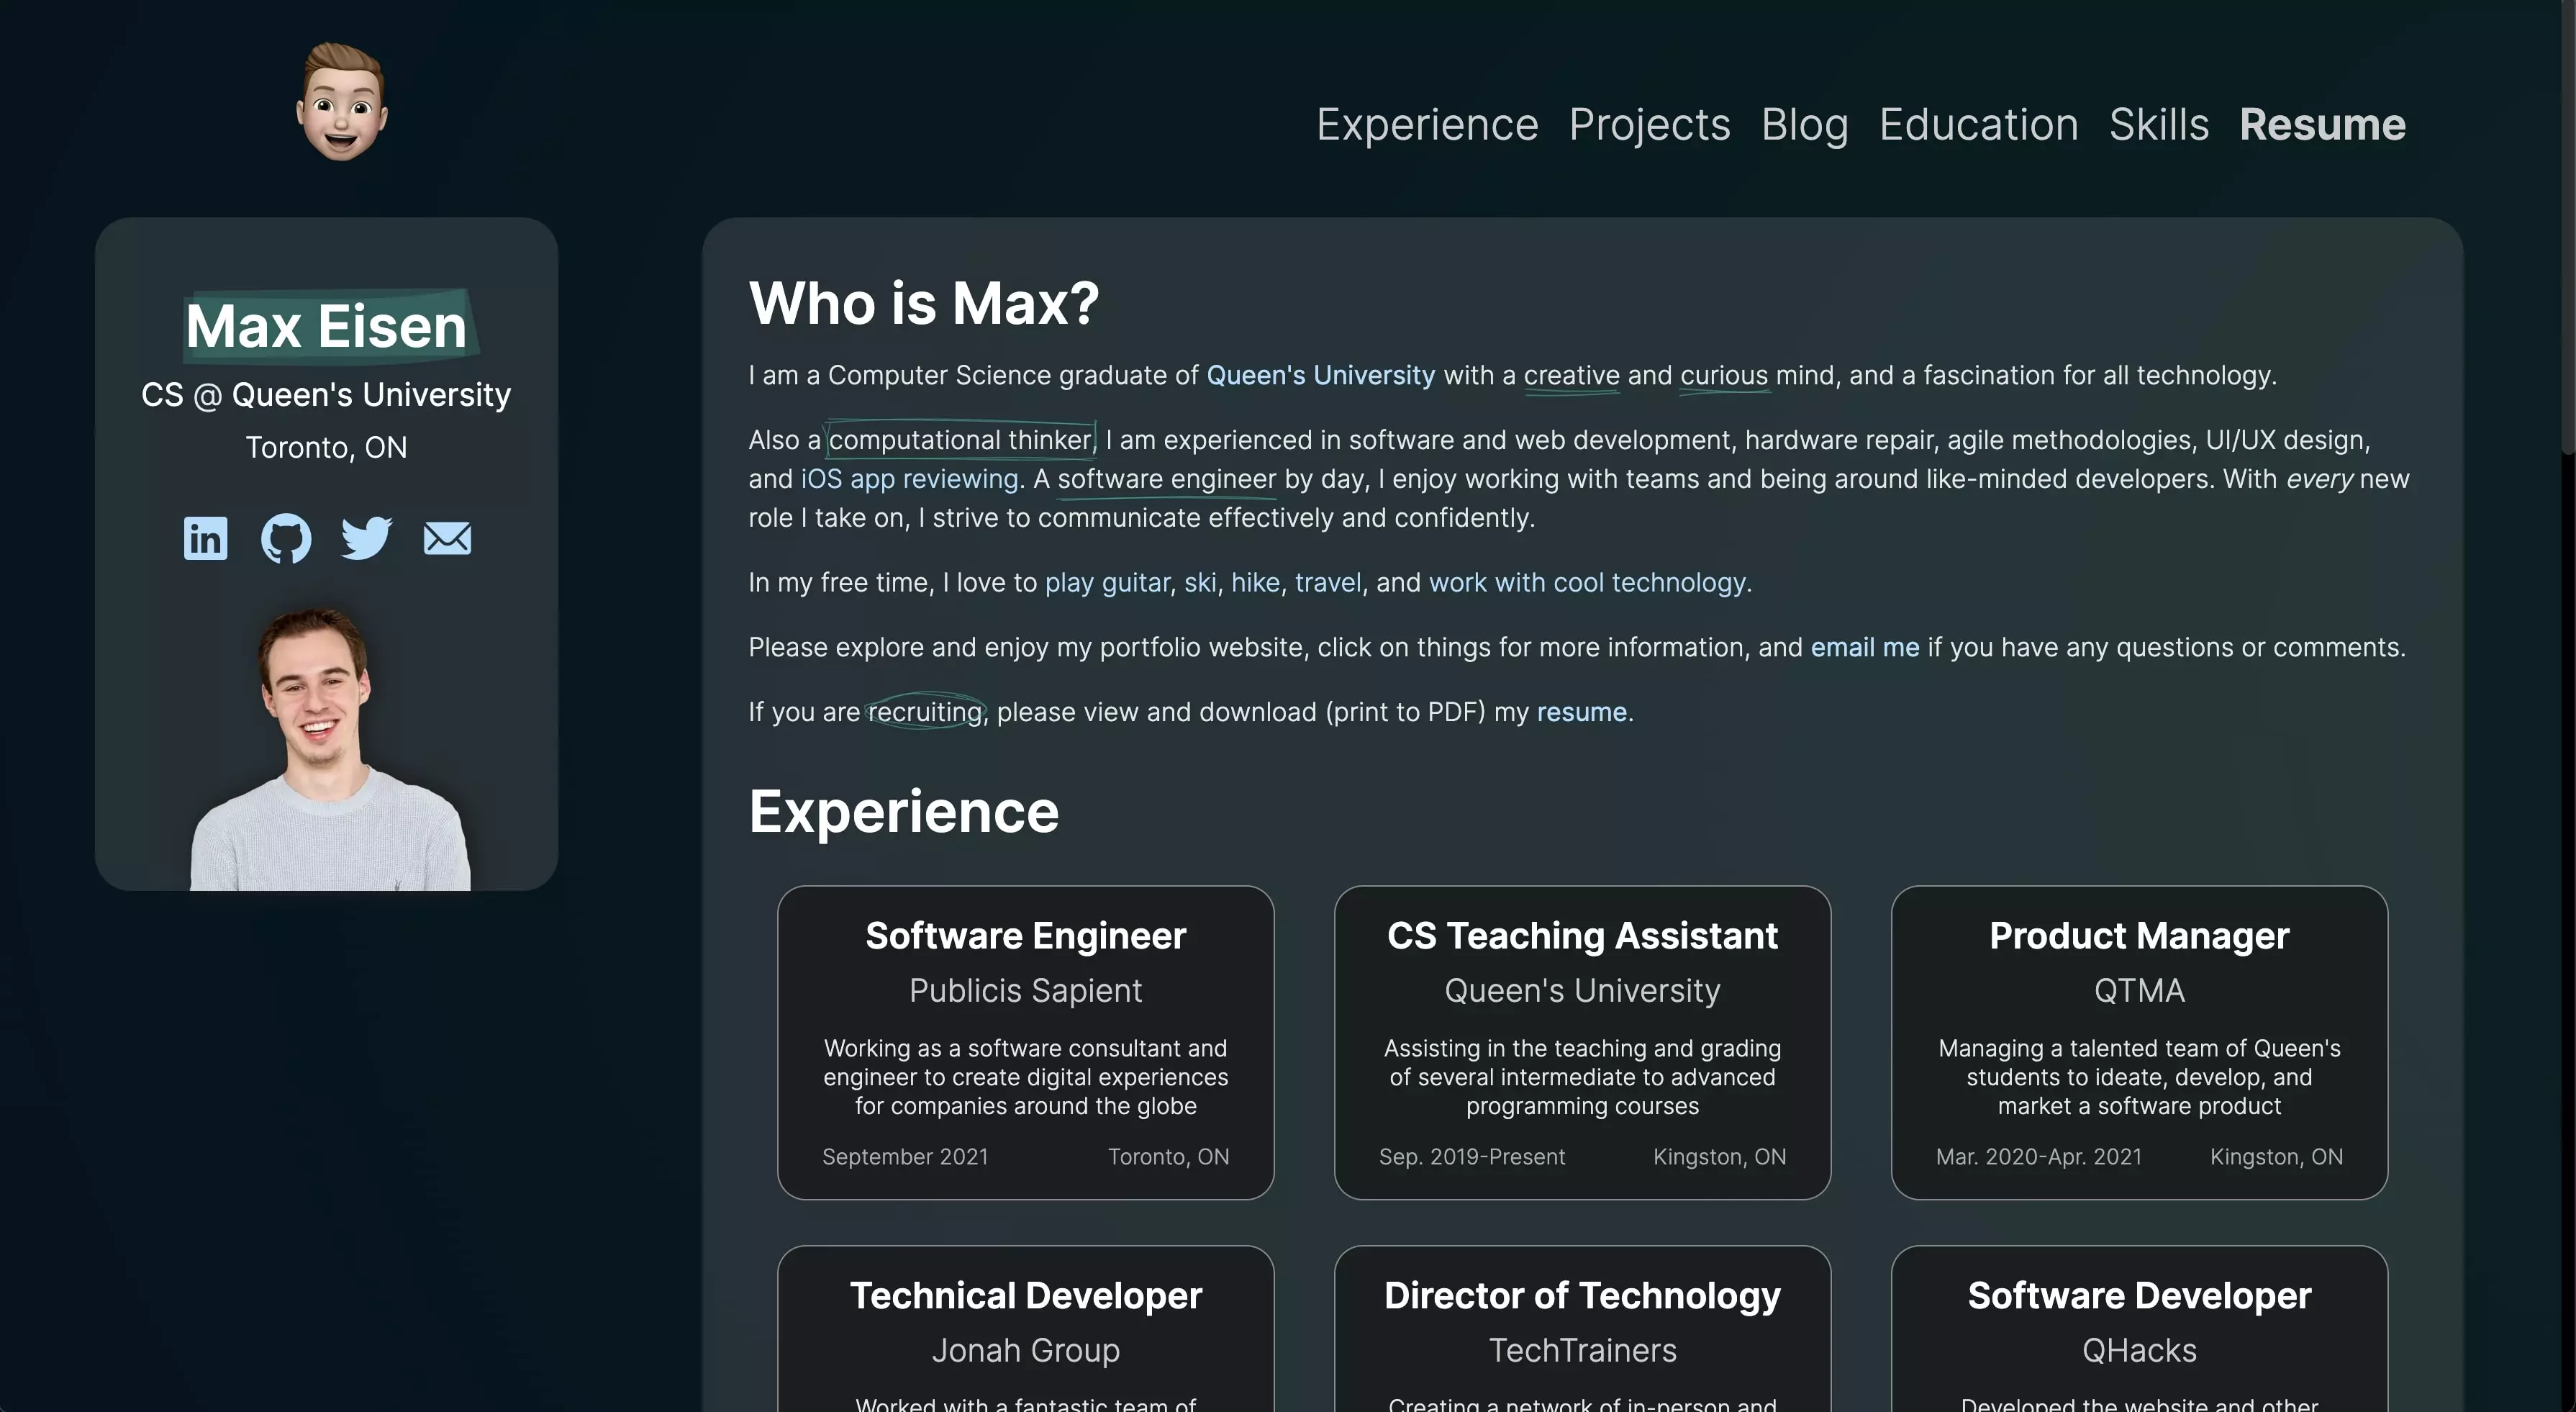 Experience Projects Blog Education Skills Resume
Max Eisen
CS @ Queen's University
Toronto, ON
in
Who is Max?
I am a Computer Science graduate of Queen's University with a creative and curious mind, and a fascination for all technology.
Also a computational thinker, I am experienced in software and web development, hardware repair, agile methodologies, UI/UX design,
and iOS app reviewing. A software engineer by day, I enjoy working with teams and being around like-minded developers. With every new
role I take on, I strive to communicate effectively and confidently.
In my free time, I love to play guitar, ski, hike, travel, and work with cool technology.
Please explore and enjoy my portfolio website, click on things for more information, and email me if you have any questions or comments.
If you are recruiting, please view and download (print to PDF) my resume.
Experience
Software Engineer
Publicis Sapient
Working as a software consultant and
engineer to create digital experiences
for companies around the globe
September 2021 Toronto, ON
CS Teaching Assistant
Queen's University
Assisting in the teaching and grading
of several intermediate to advanced
programming courses
Sep. 2019-Present Kingston, ON
Product Manager
QTMA
Managing a talented team of Queen's
students to ideate, develop, and
market a software product
Mar. 2020-Apr. 2021 Kingston, ON
Technical Developer
Jonah Group
Worked with a fantastic team of
Director of Technology
TechTrainers
Creating a network of in-person and
Software Developer
QHacks
Developed the website and other